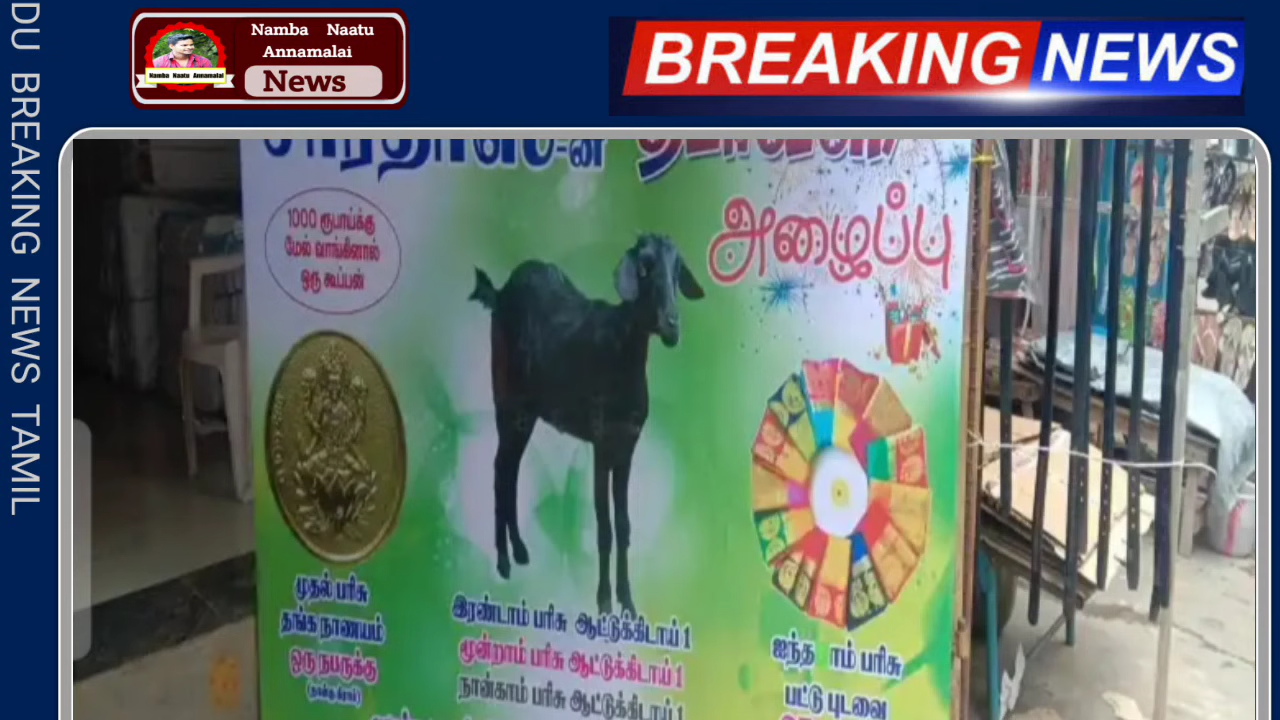 DU BREAKING NEWS TAMIL
Namba Naatu
Annamalai
News
Namba Naatu Annamalai
BREAKING NEWS
அழைப்பு
1000 ரூபாய்க்கு
மேல் வாங்கினால்
ஒரு கூப்பன்
முதல் பரிசு
தங்க நாணயம்
ஒரு நபருக்கு
இரண்டாம் பரிசு ஆட்டுக்கிடாய் 1
மூன்றாம் பரிசு ஆட்டுக்கிடாய் 1
நான்காம் பரிசு ஆட்டுக்கிடாய் 1
ஐந்த ாம் பரிசு
பட்டு புடவை